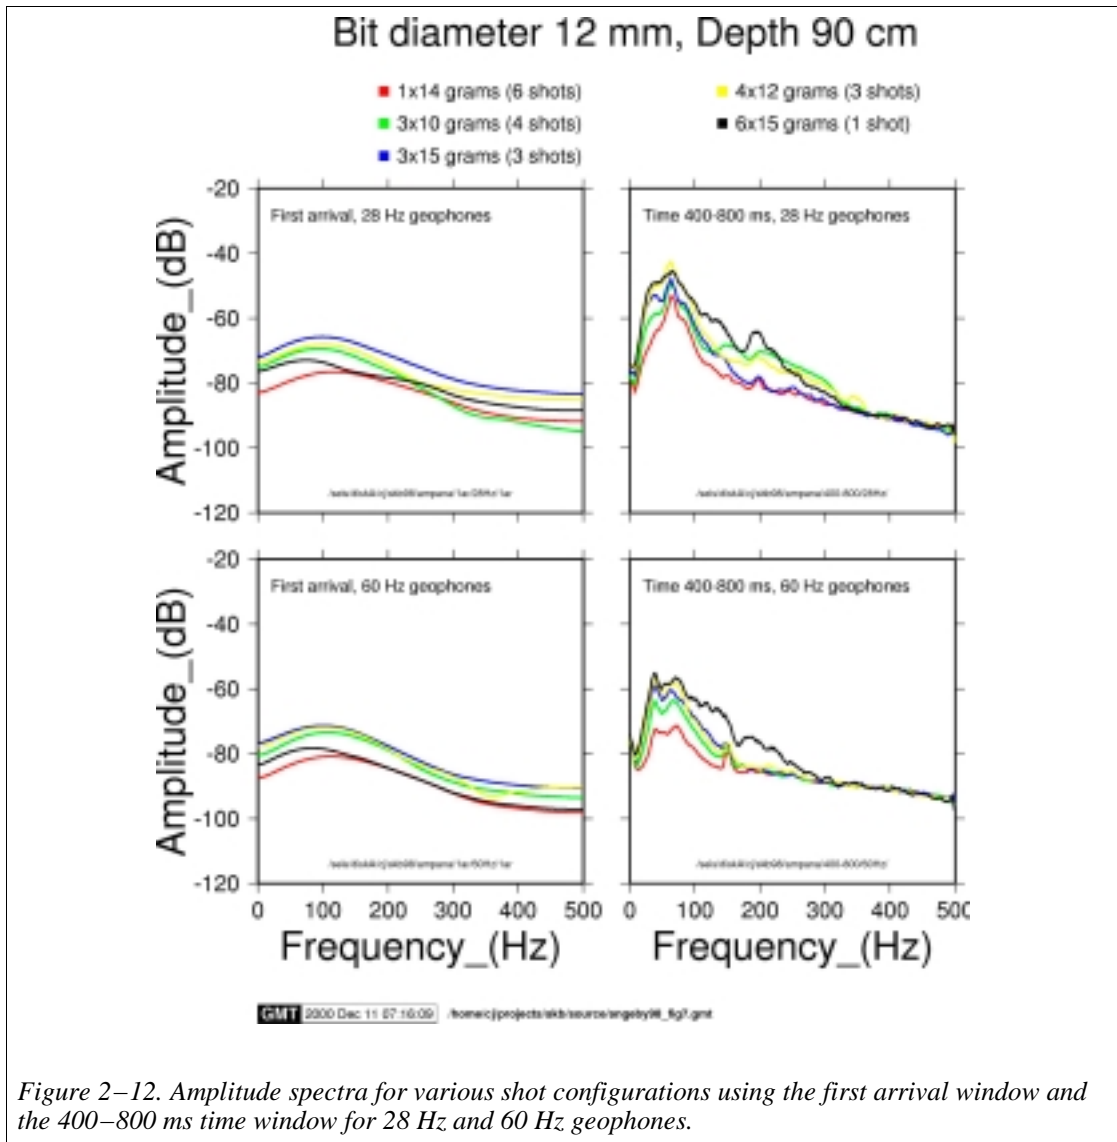 Bit diameter 12 mm, Depth 90 cm
1x14 grams (6 shots)
3x10 grams (4 shots)
3x15 grams (3 shots)
4x12 grams (3 shots)
6x15 grams (1 shot)
-20
-40
-60
-80
-100
-120
Amplitude_(dB)
First arrival, 28 Hz geophones
Time 400-800 ms, 28 Hz geophones
-20
-40
-60
-80
-100
-120
Amplitude_(dB)
First arrival, 60 Hz geophones
Time 400-800 ms, 60 Hz geophones
0 100 200 300 400 500
0 100 200 300 400 500
Frequency_(Hz)
Frequency_(Hz)
GMT 2000 Dec 11 07:16:09
Figure 2–12. Amplitude spectra for various shot configurations using the first arrival window and
the 400–800 ms time window for 28 Hz and 60 Hz geophones.